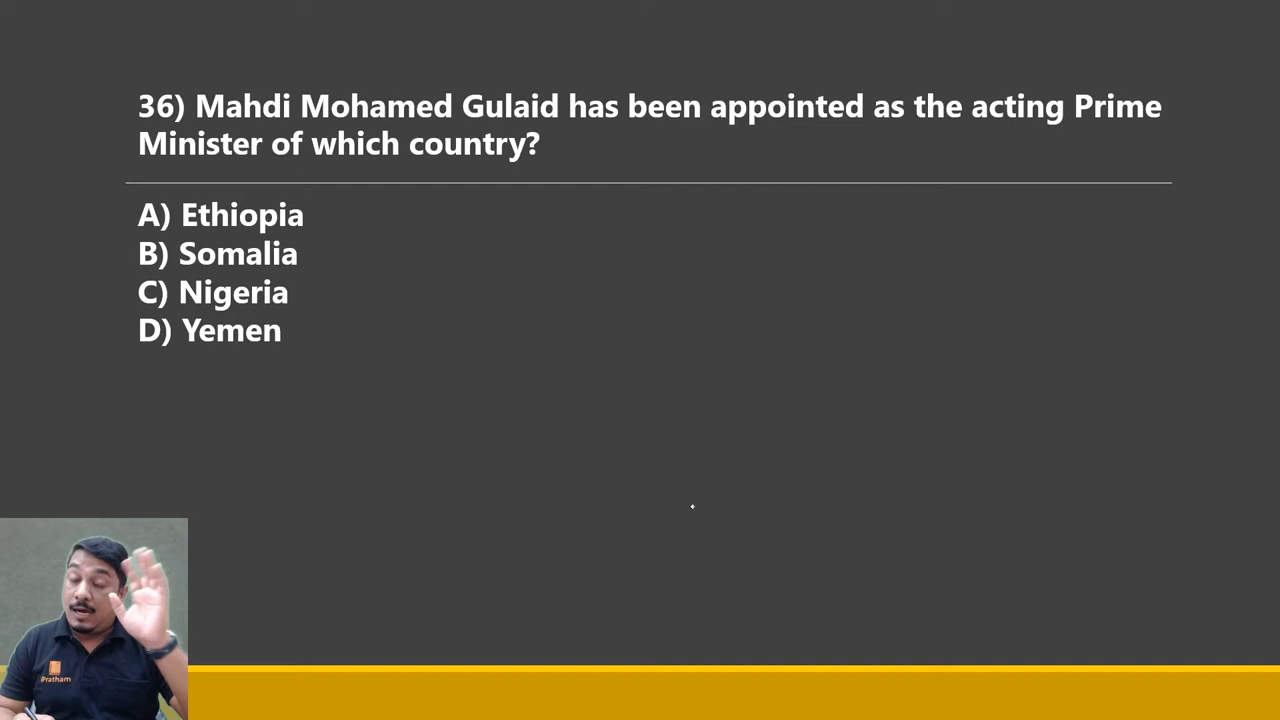 36) Mahdi Mohamed Gulaid has been appointed as the acting Prime
Minister of which country?
A) Ethiopia
B) Somalia
C) Nigeria
D) Yemen
iPratham